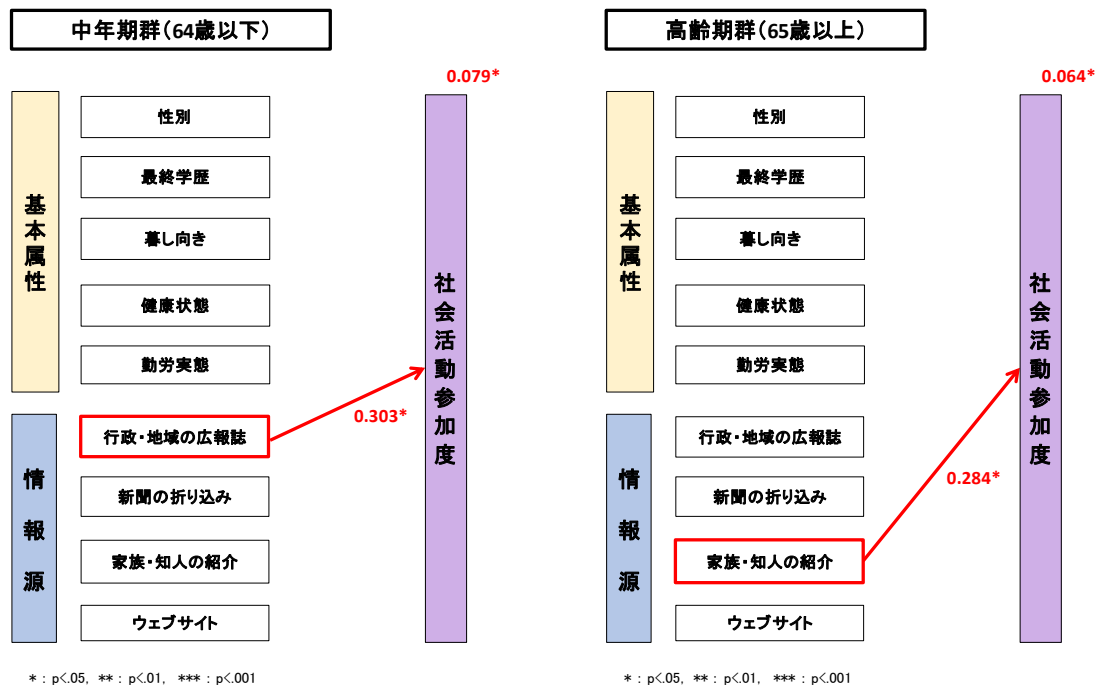 中年期群（64歳以下）
0.079*
基本属性
性別
最終学歴
暮し向き
健康状態
勤労実態
情報源
行政・地域の広報誌
新聞の折り込み
家族・知人の紹介
ウェブサイト
0.303*
社会活動参加度
*：p<.05, **：p<.01, ***：p<.001
高齢期群（65歳以上）
0.064*
基本属性
性別
最終学歴
暮し向き
健康状態
勤労実態
情報源
行政・地域の広報誌
新聞の折り込み
家族・知人の紹介
ウェブサイト
0.284*
社会活動参加度
*：p<.05, **：p<.01, ***：p<.001